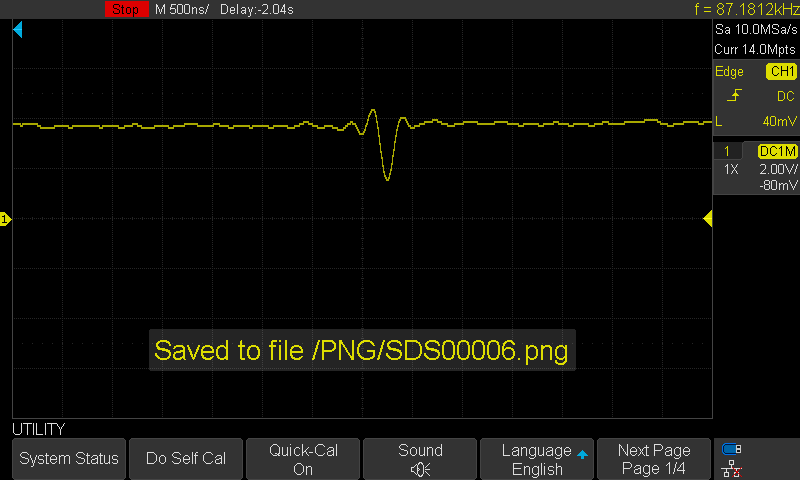 Stop M 500ns/ Delay:-2.04s f = 87.1812kHz
Sa 10.0MSa/s
Curr 14.0Mpts
Edge CH1
DC
L 40mV
1 DC1M
1X 2.00V/
-80mV
1
Saved to file /PNG/SDS00006.png
UTILITY
System Status
Do Self Cal
Quick-Cal
On
Sound
Language
English
Next Page
Page 1/4